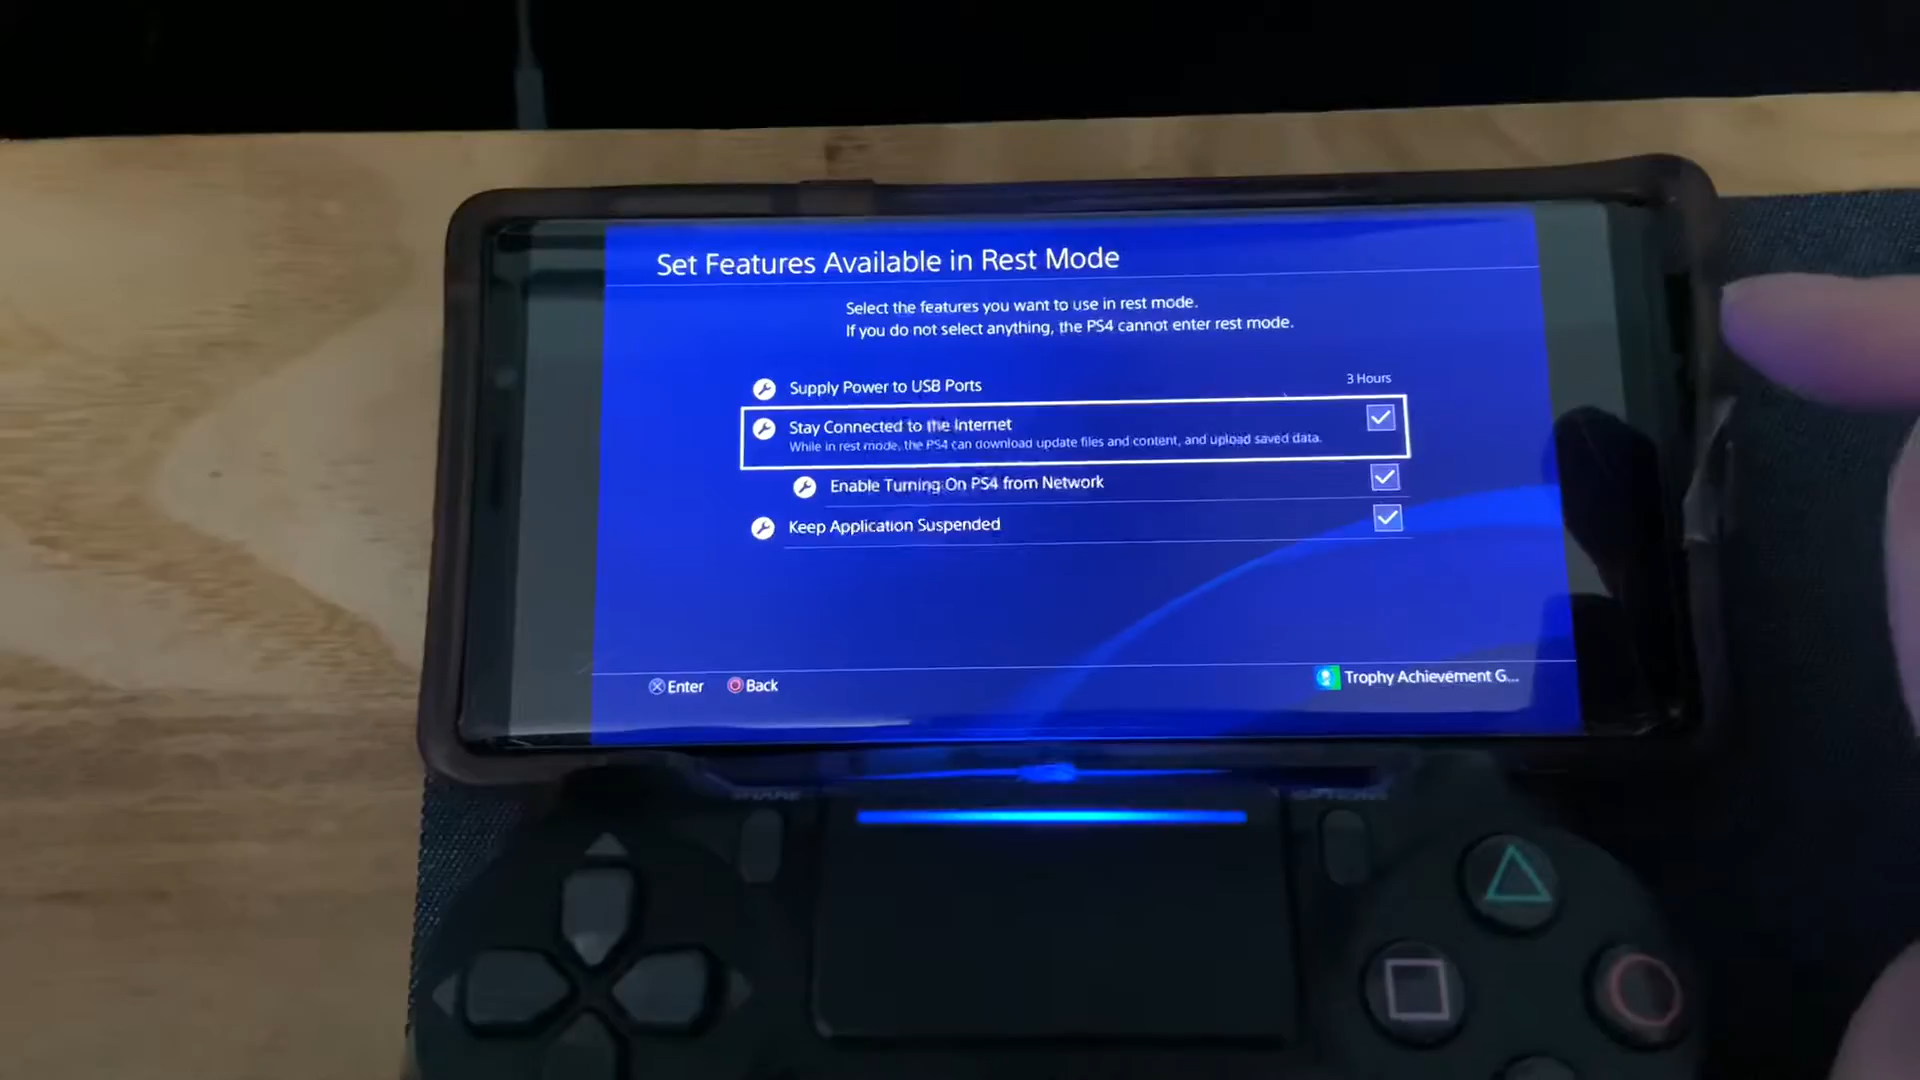 Set Features Available in Rest Mode
Select the features you want to use in rest mode.
If you do not select anything, the PS4 cannot enter rest mode.
Supply Power to USB Ports 3 Hours
Stay Connected to the Internet
While in rest mode, the PS4 can download update files and content, and upload saved data.
Enable Turning On PS4 from Network
Keep Application Suspended
Enter Back Trophy Achievement G...
SHARE OPTIONS